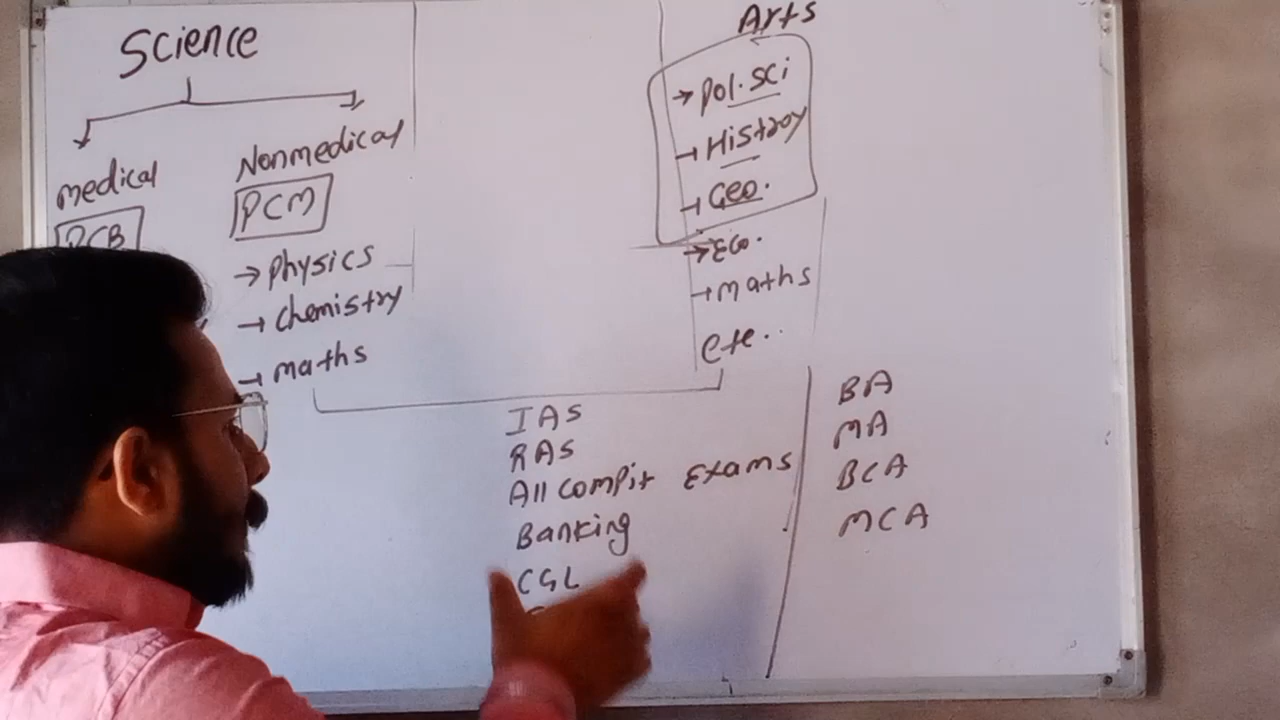 Science
Medical
PCB
Nonmedical
PCM
Physics
Chemistry
maths
Arts
Pol. Sci
Histroy
Geo.
Eco.
maths
etc..
IAS
RAS
All Compit Exams
Banking
CGL
BA
MA
BCA
MCA